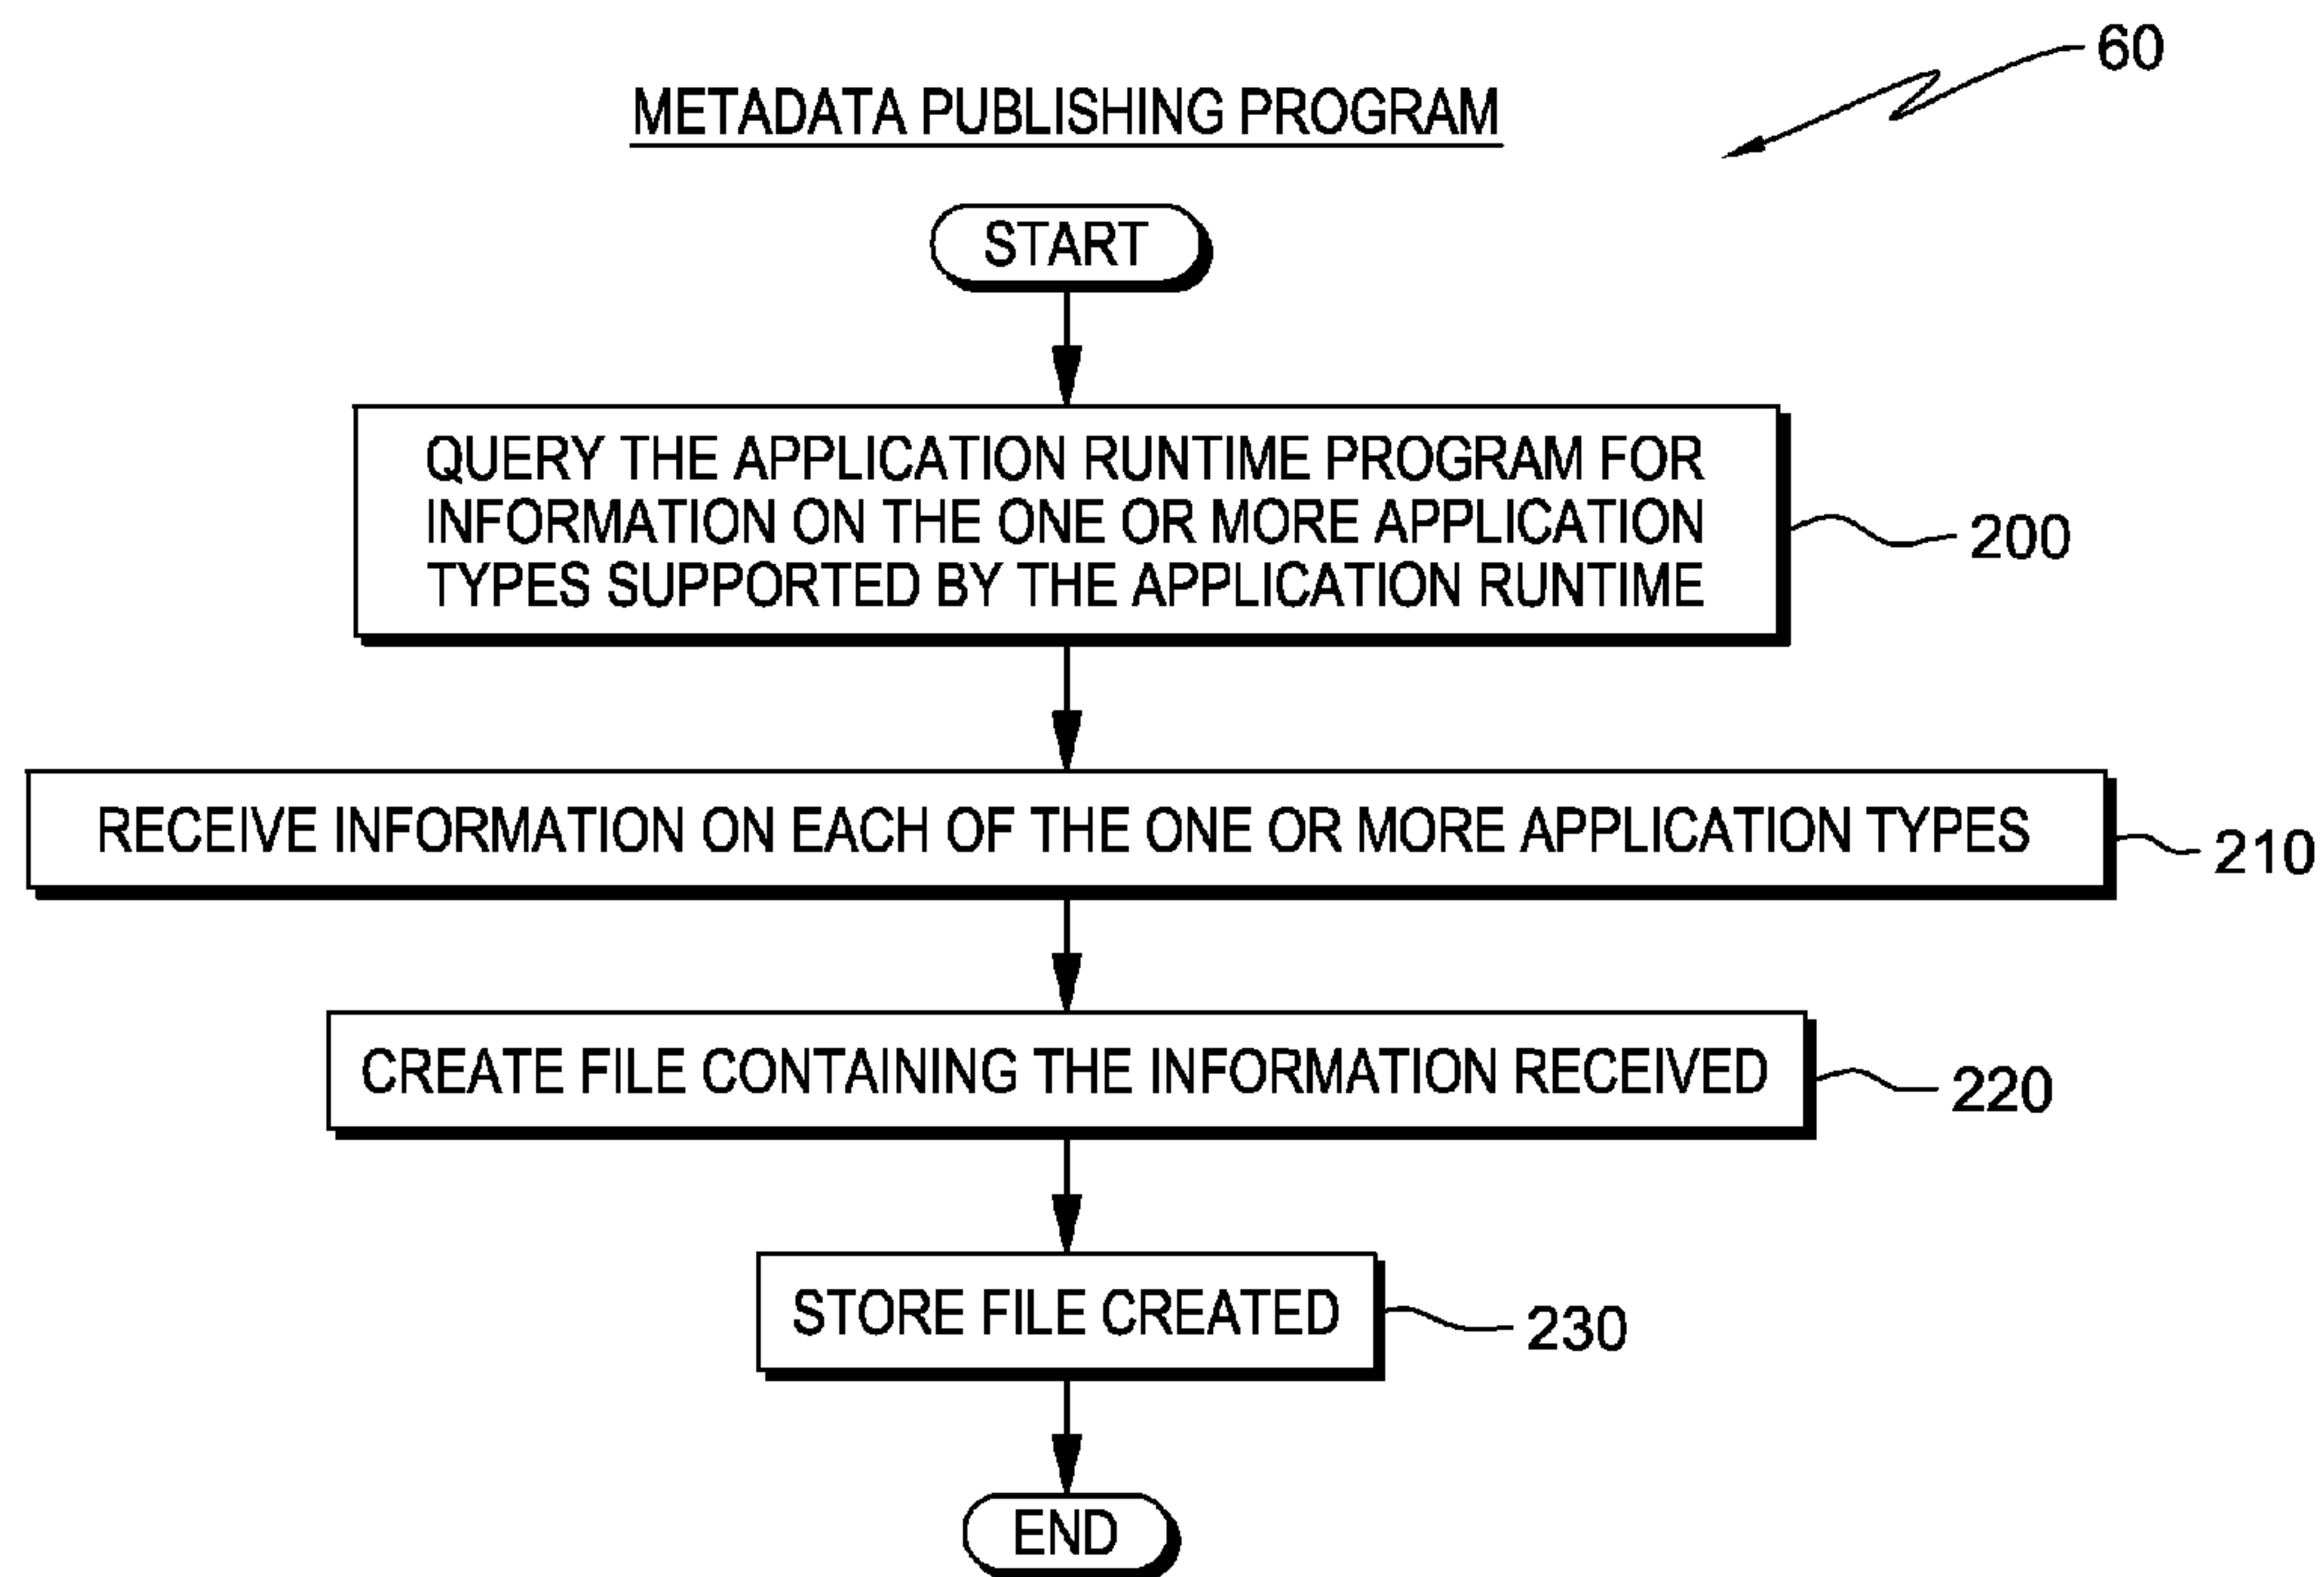 60
METADATA PUBLISHING PROGRAM
START
QUERY THE APPLICATION RUNTIME PROGRAM FOR
INFORMATION ON THE ONE OR MORE APPLICATION
TYPES SUPPORTED BY THE APPLICATION RUNTIME
200
RECEIVE INFORMATION ON EACH OF THE ONE OR MORE APPLICATION TYPES
210
CREATE FILE CONTAINING THE INFORMATION RECEIVED
220
STORE FILE CREATED
230
END